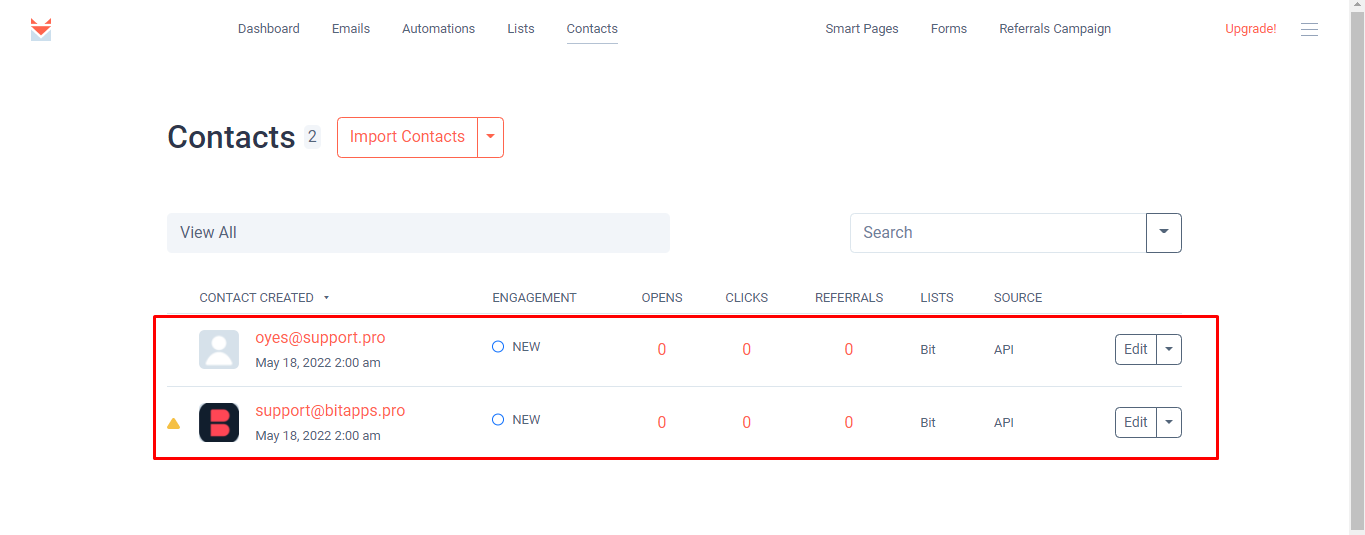 Dashboard Emails Automations Lists Contacts Smart Pages Forms Referrals Campaign Upgrade!
Contacts 2 Import Contacts
View All Search
CONTACT CREATED ENGAGEMENT OPENS CLICKS REFERRALS LISTS SOURCE
oyes@support.pro
May 18, 2022 2:00 am NEW 0 0 0 Bit API Edit
support@bitapps.pro
May 18, 2022 2:00 am NEW 0 0 0 Bit API Edit